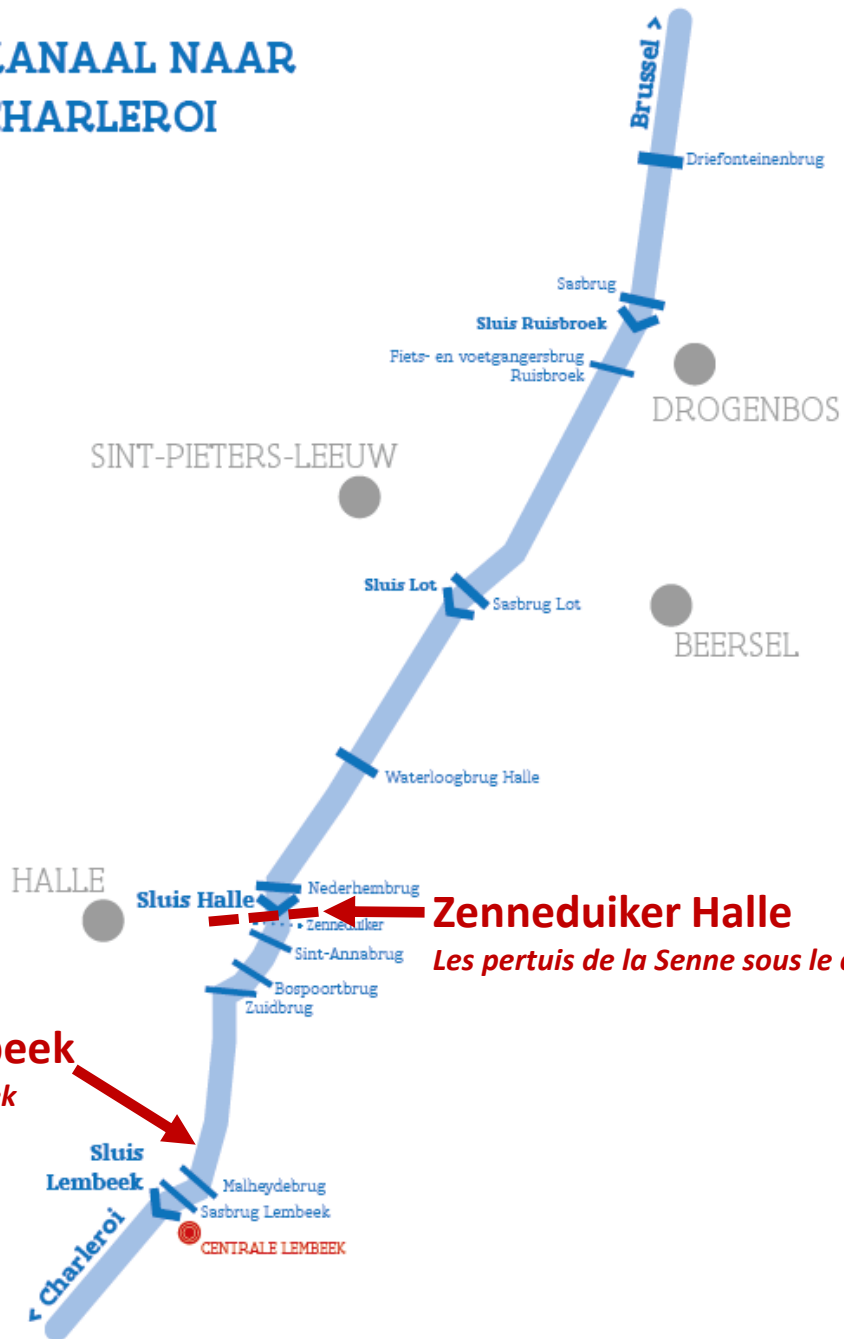 KANAAL NAAR
CHARLEROI
Brussel >
Driefonteinenbrug
Sasbrug
Sluis Ruisbroek
Fiets- en voetgangersbrug
Ruisbroek
DROGENBOS
SINT-PIETERS-LEEUW
Sluis Lot
Sasbrug Lot
BEERSEL
Waterloogbrug Halle
HALLE
Nederhembrug
Sluis Halle
Zenneduiker
Zenneduiker Halle
Les pertuis de la Senne sous le
Sint-Annabrug
Bospoortbrug
Zuidbrug
Sluis
Lembeek
Malheydebrug
Sasbrug Lembeek
CENTRALE LEMBEEK
< Charleroi